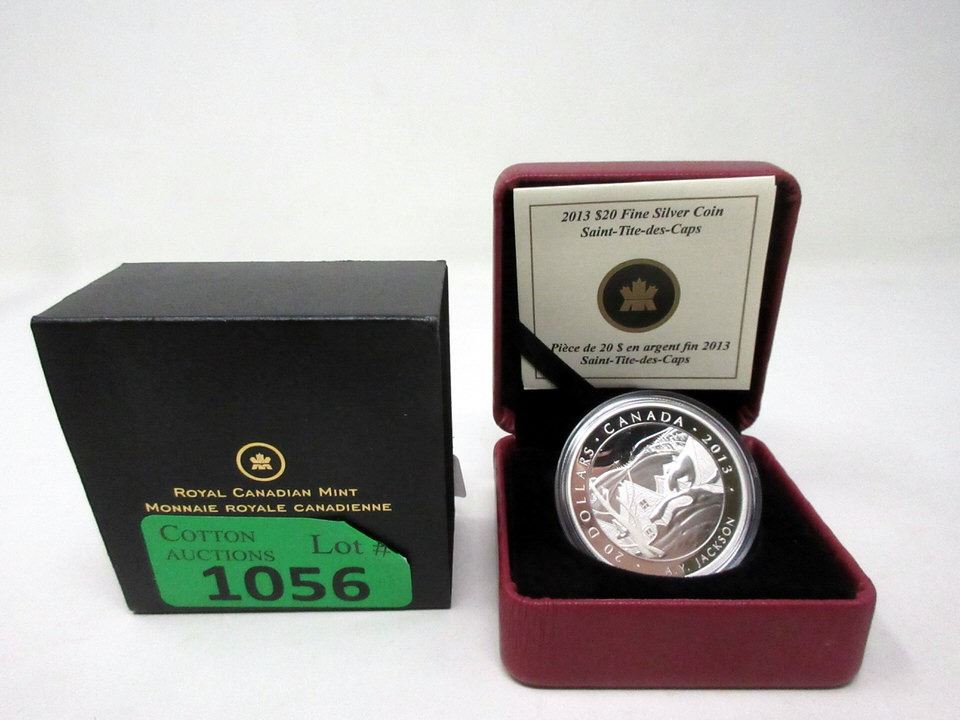 ROYAL CANADIAN MINT
MONNAIE ROYALE CANADIENNE
COTTON
AUCTIONS
Lot #
1056
2013 $20 Fine Silver Coin
Saint-Tite-des-Caps
Pièce de 20 $ en argent fin 2013
Saint-Tite-des-Caps
20 DOLLARS · CANADA · 2013 ·
A.Y. JACKSON